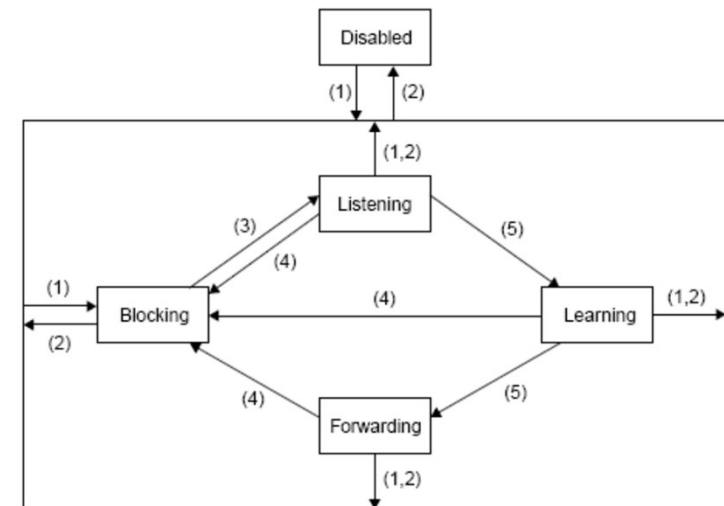 Disabled
(1) (2)
(1,2)
Listening
(3)
(4)
(5)
(1)
Blocking
(2)
(4)
Learning
(1,2)
(4)
Forwarding
(5)
(1,2)